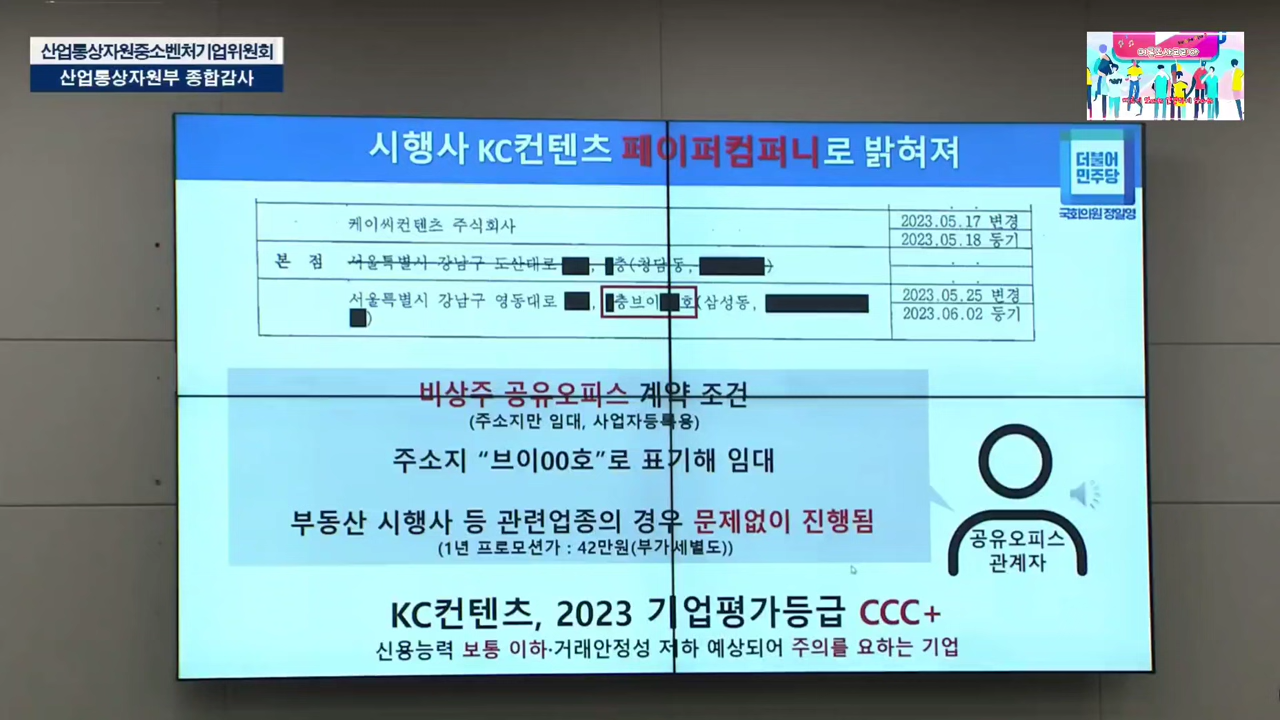 산업통상자원중소벤처기업위원회
산업통상자원부 종합감사
시행사 KC컨텐츠 페이퍼컴퍼니로 밝혀져
더불어
민주당
국회의원 정일영
케이씨컨텐츠 주식회사
2023.05.17 변경
2023.05.18 등기
본 점
서울특별시 강남구 도산대로 , 층(청담동, )
서울특별시 강남구 영동대로 , 층브이 호(삼성동,
)
2023.05.25 변경
2023.06.02 등기
비상주 공유오피스 계약 조건
(주소지만 임대, 사업자등록용)
주소지 “브이00호”로 표기해 임대
부동산 시행사 등 관련업종의 경우 문제없이 진행됨
(1년 프로모션가 : 42만원(부가세별도))
공유오피스
관계자
KC컨텐츠, 2023 기업평가등급 CCC+
신용능력 보통 이하·거래안정성 저하 예상되어 주의를 요하는 기업